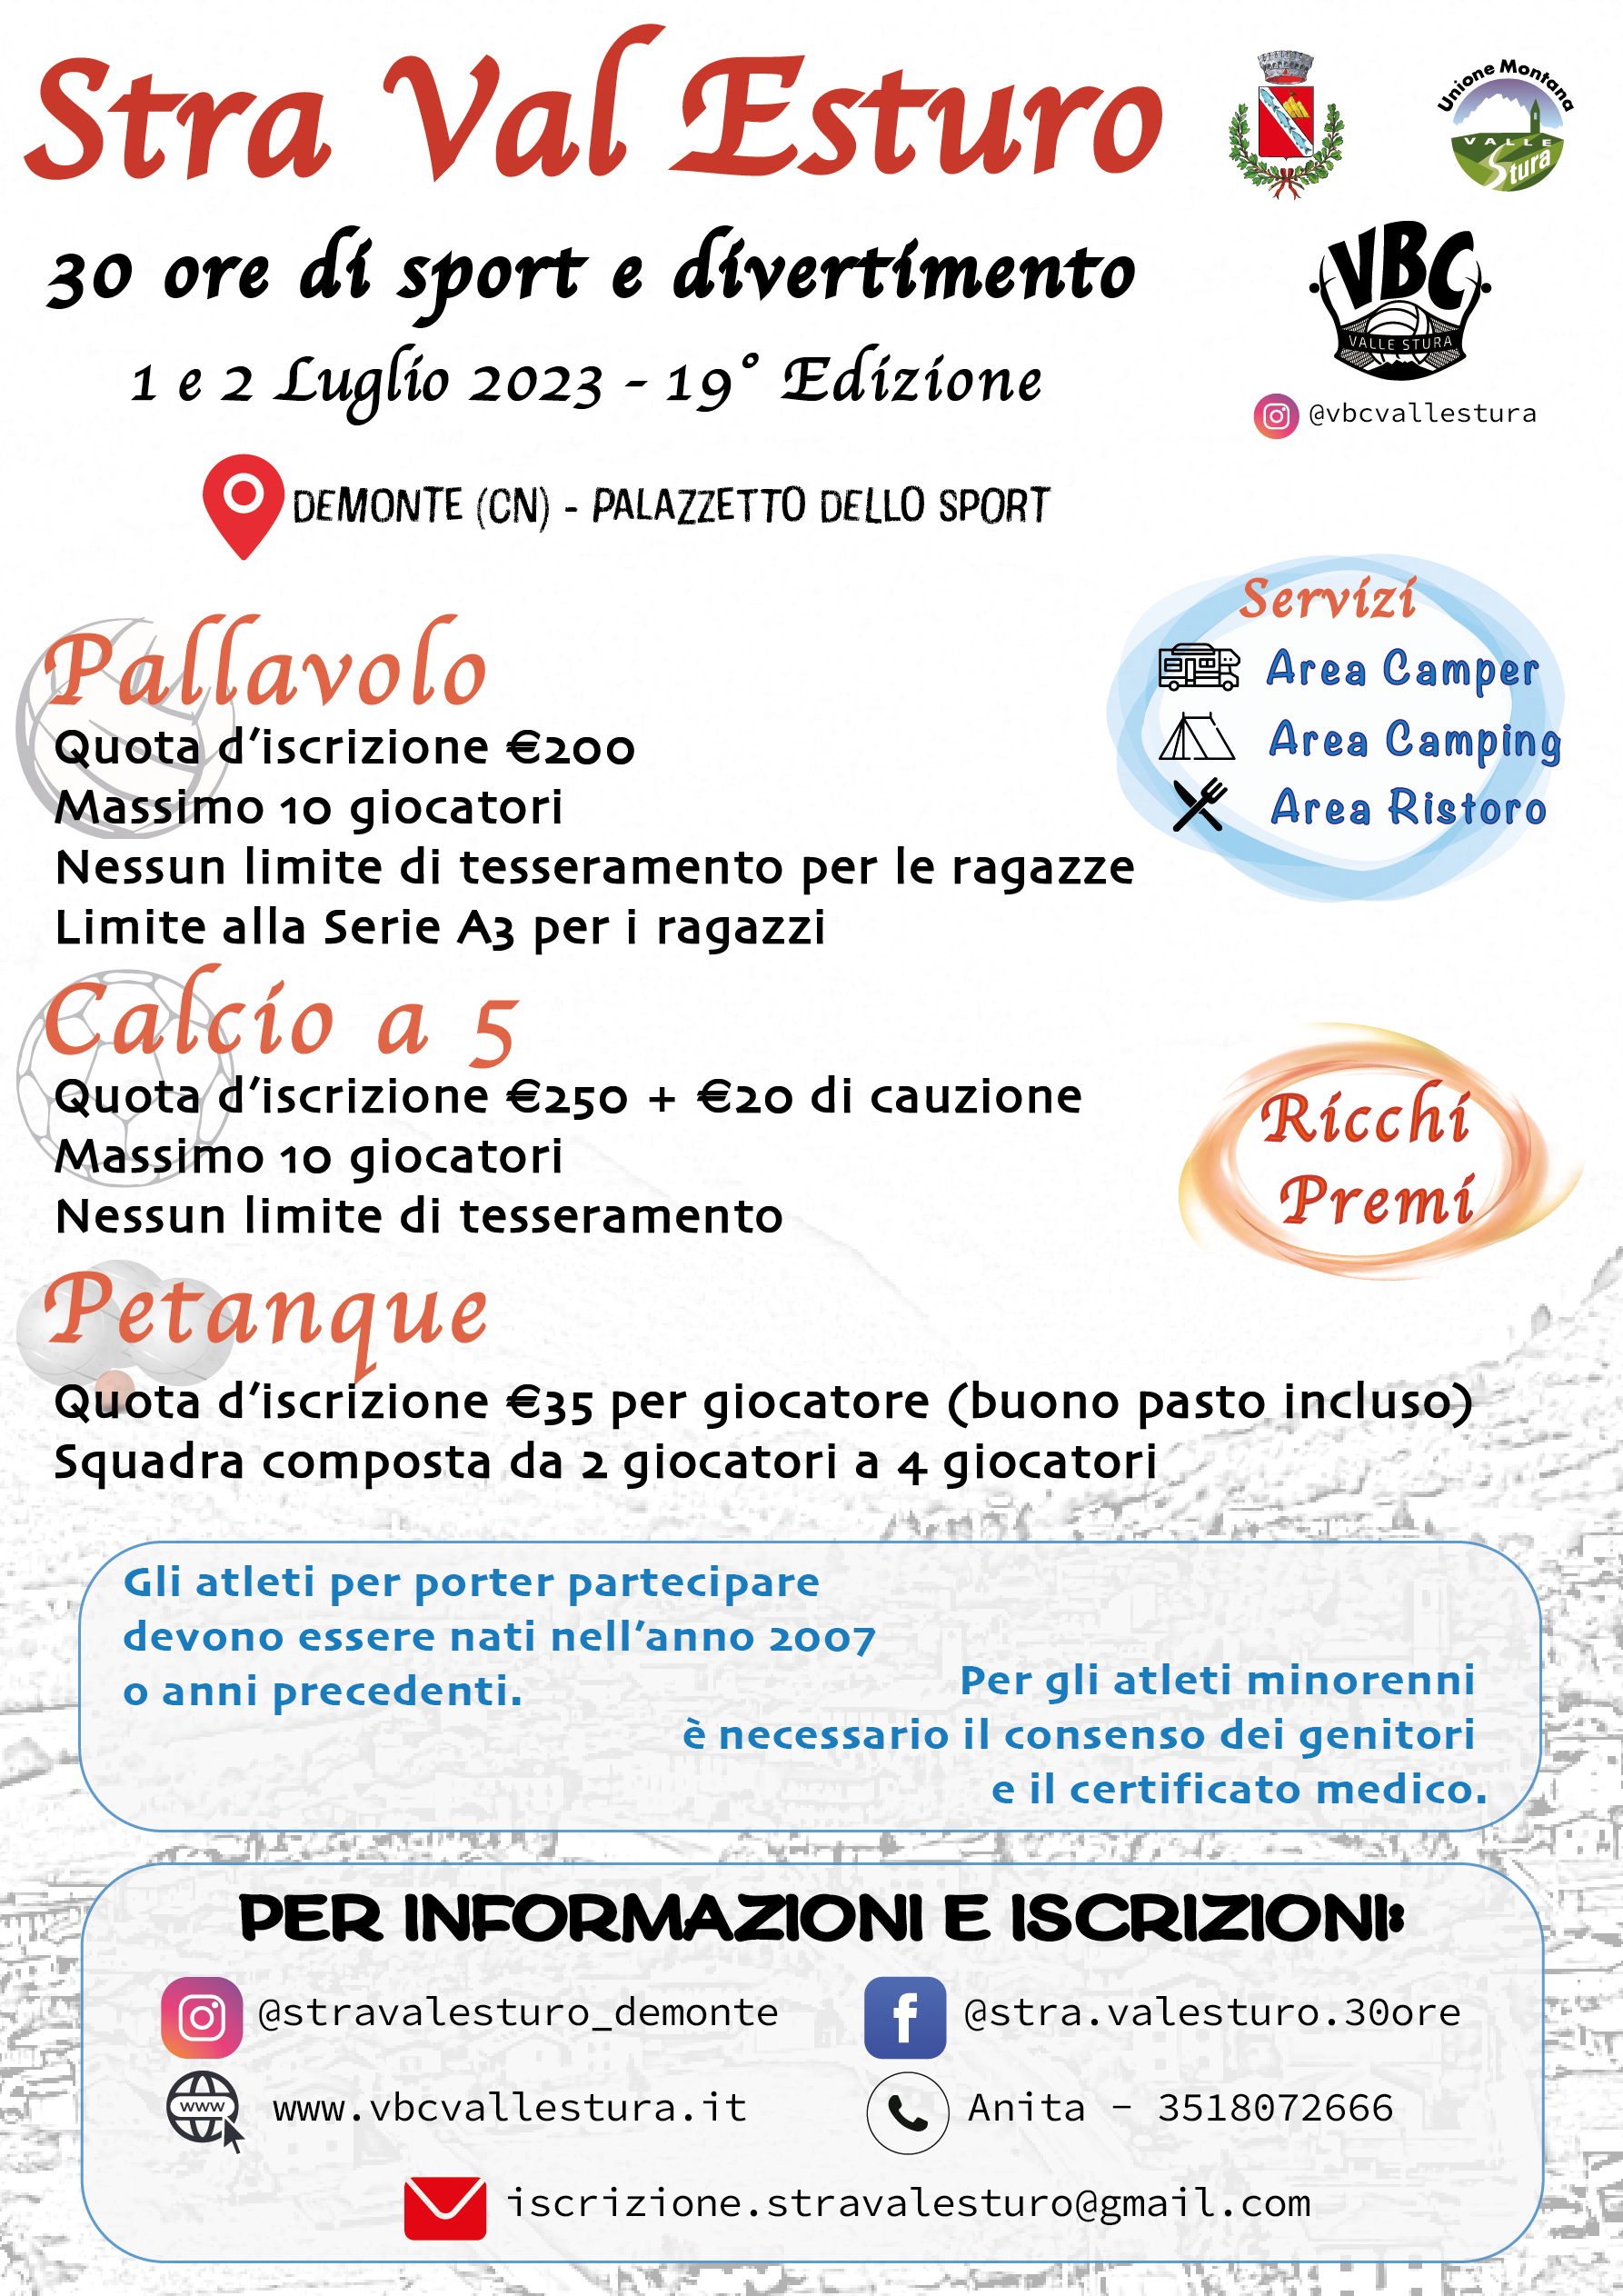 Stra Val Esturo
Unione Montana
VALLE
Stura
30 ore di sport e divertimento
VBC
VALLE STURA
1 e 2 Luglio 2023 - 19° Edizione
@vbcvallestura
DEMONTE (CN) - PALAZZETTO DELLO SPORT
Servizi
Area Camper
Area Camping
Area Ristoro
Pallavolo
Quota d'iscrizione €200
Massimo 10 giocatori
Nessun limite di tesseramento per le ragazze
Limite alla Serie A3 per i ragazzi
Calcio a 5
Quota d'iscrizione €250 + €20 di cauzione
Massimo 10 giocatori
Nessun limite di tesseramento
Ricchi
Premi
Petanque
Quota d'iscrizione €35 per giocatore (buono pasto incluso)
Squadra composta da 2 giocatori a 4 giocatori
Gli atleti per porter partecipare
devono essere nati nell'anno 2007
o anni precedenti.
Per gli atleti minorenni
è necessario il consenso dei genitori
e il certificato medico.
PER INFORMAZIONI E ISCRIZIONI:
@stravalesturo_demonte
@stra.valesturo.30ore
www
www.vbcvallestura.it
Anita - 3518072666
iscrizione.stravalesturo@gmail.com